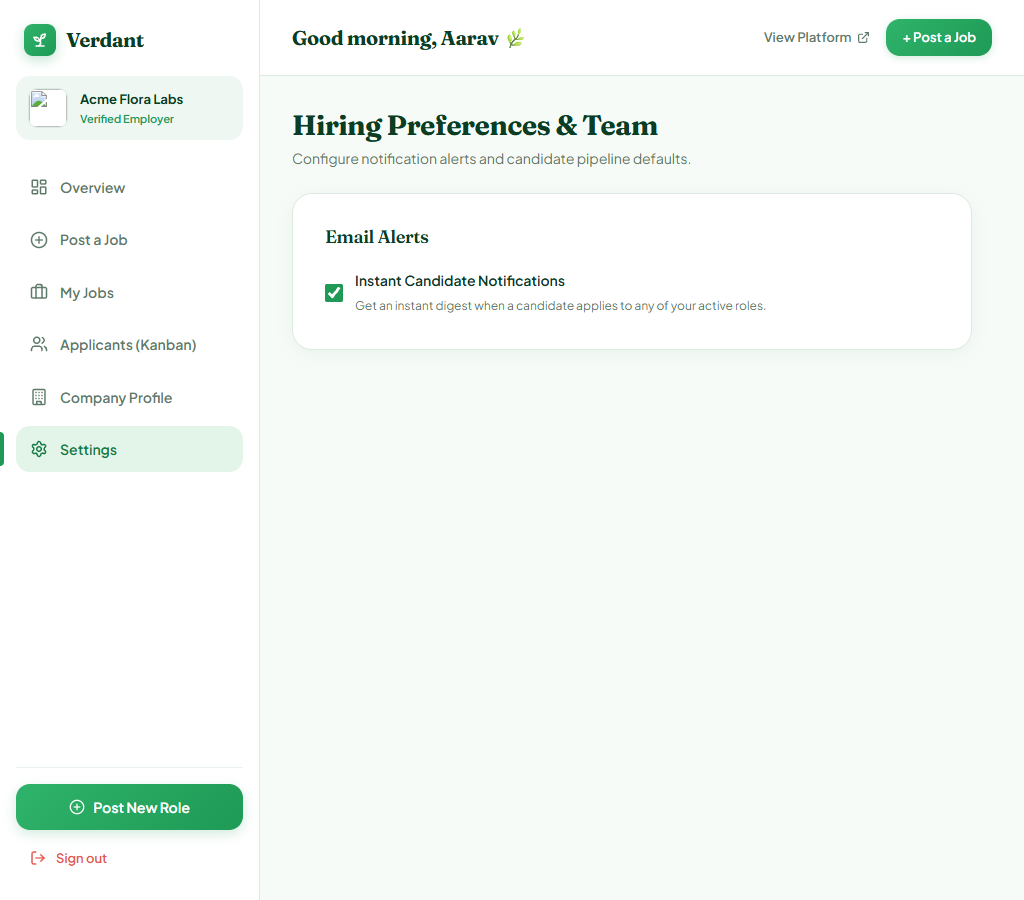 Verdant
Acme Flora Labs
Verified Employer
Overview
Post a Job
My Jobs
Applicants (Kanban)
Company Profile
Settings
Post New Role
Sign out
Good morning, Aarav 🌿
View Platform
+ Post a Job
Hiring Preferences & Team
Configure notification alerts and candidate pipeline defaults.
Email Alerts
Instant Candidate Notifications
Get an instant digest when a candidate applies to any of your active roles.